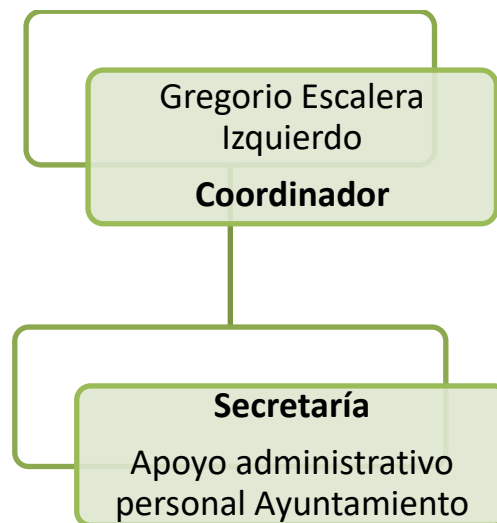 Gregorio Escalera
Izquierdo
Coordinador
Secretaría
Apoyo administrativo
personal Ayuntamiento